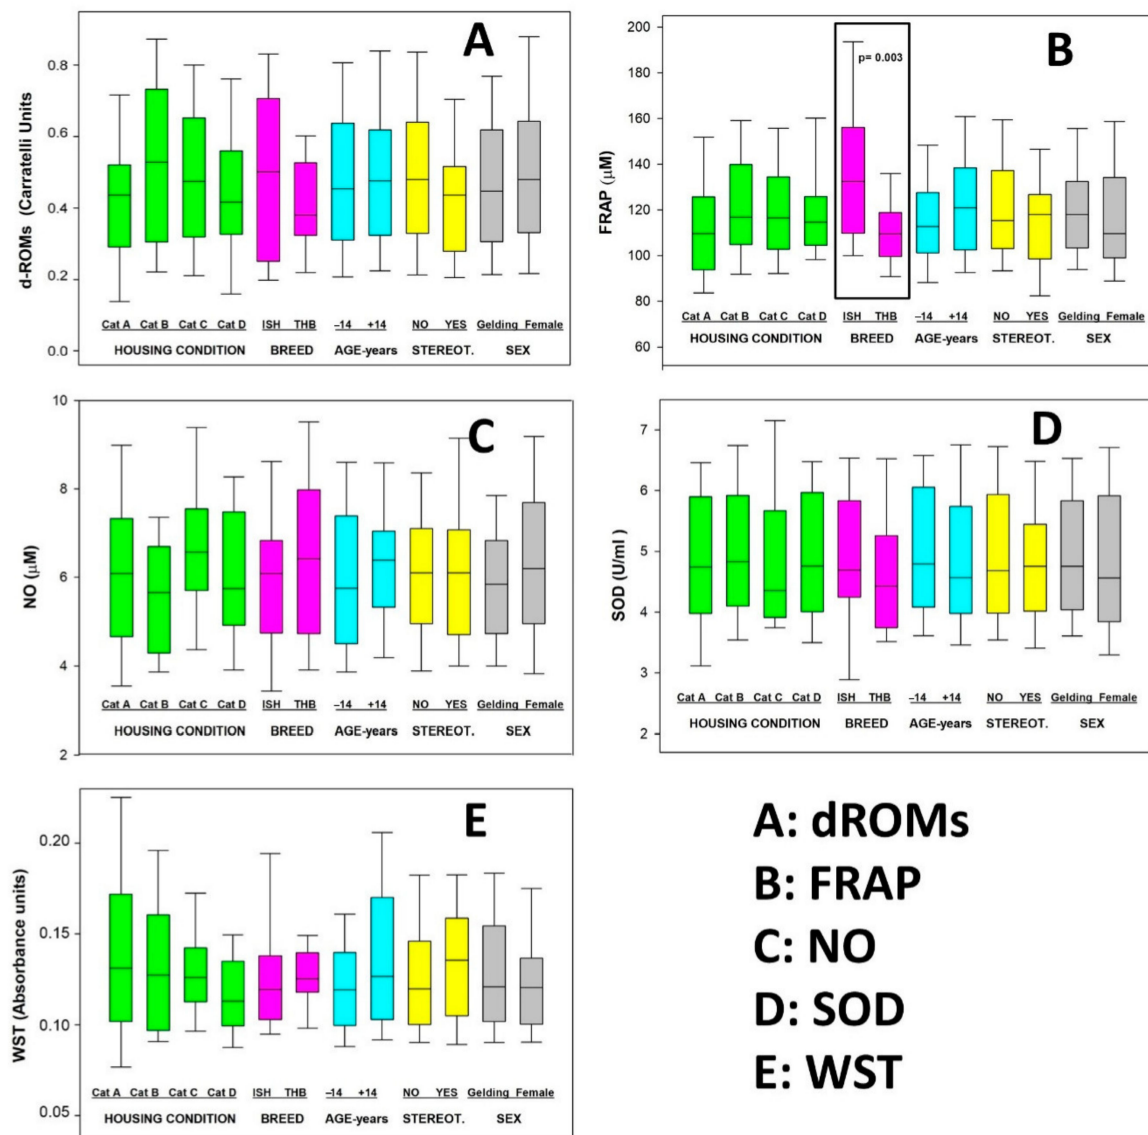 A
d-ROMs (Carratelli Units
0.8
0.6
0.4
0.2
0.0
Cat A Cat B Cat C Cat D ISH THB –14 +14 NO YES Gelding Female
HOUSING CONDITION BREED AGE-years STEREOT. SEX
B
FRAP (µM)
200
180
160
140
120
100
80
60
p= 0.003
Cat A Cat B Cat C Cat D ISH THB –14 +14 NO YES Gelding Female
HOUSING CONDITION BREED AGE-years STEREOT. SEX
C
NO (µM)
10
8
6
4
2
Cat A Cat B Cat C Cat D ISH THB –14 +14 NO YES Gelding Female
HOUSING CONDITION BREED AGE-years STEREOT. SEX
D
SOD (U/ml )
7
6
5
4
3
2
Cat A Cat B Cat C Cat D ISH THB –14 +14 NO YES Gelding Female
HOUSING CONDITION BREED AGE-years STEREOT. SEX
E
WST (Absorbance units)
0.20
0.15
0.10
0.05
Cat A Cat B Cat C Cat D ISH THB –14 +14 NO YES Gelding Female
HOUSING CONDITION BREED AGE-years STEREOT. SEX
A: dROMs
B: FRAP
C: NO
D: SOD
E: WST